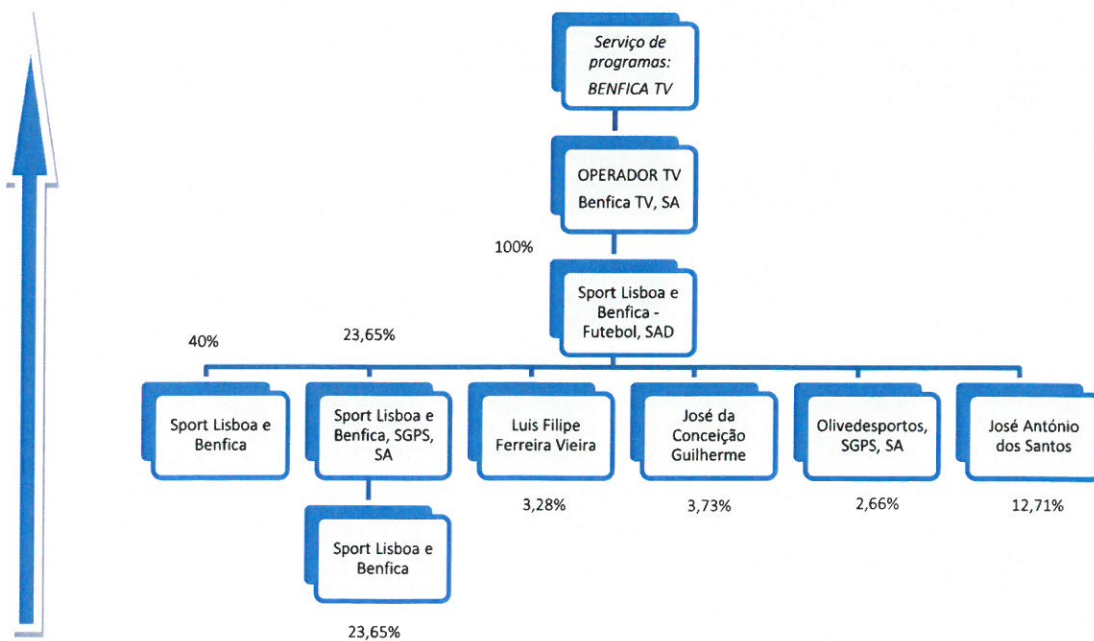 Serviço de
programas:
BENFICA TV
OPERADOR TV
Benfica TV, SA
100%
Sport Lisboa e
Benfica -
Futebol, SAD
40%
23,65%
Sport Lisboa e
Benfica
Sport Lisboa e
Benfica, SGPS,
SA
Luis Filipe
Ferreira Vieira
José da
Conceição
Guilherme
Olivedesportos,
SGPS, SA
José António
dos Santos
3,28%
3,73%
2,66%
12,71%
Sport Lisboa e
Benfica
23,65%